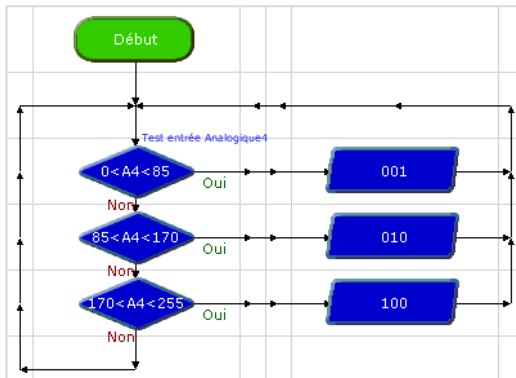 Début
Test entrée Analogique4
0<A4<85
Oui
001
Non
85<A4<170
Oui
010
Non
170<A4<255
Oui
100
Non